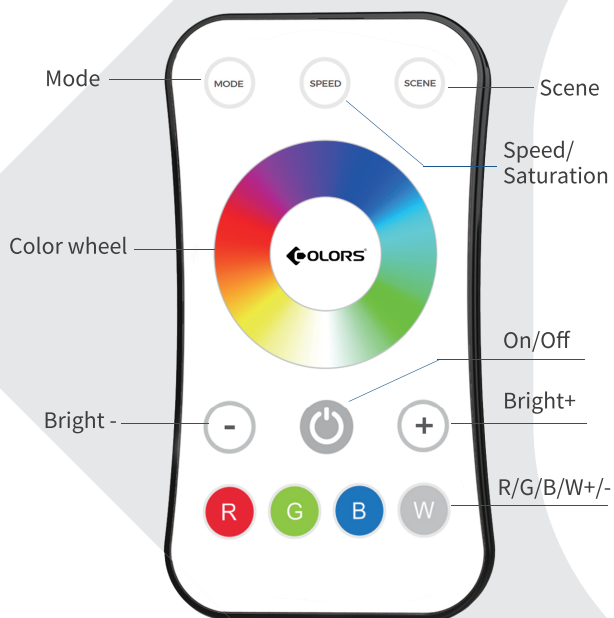 Mode
MODE
SPEED
SCENE
Scene
Speed/
Saturation
Color wheel
COLORS
On/Off
Bright -
-
+
Bright+
R/G/B/W+/-
R
G
B
W